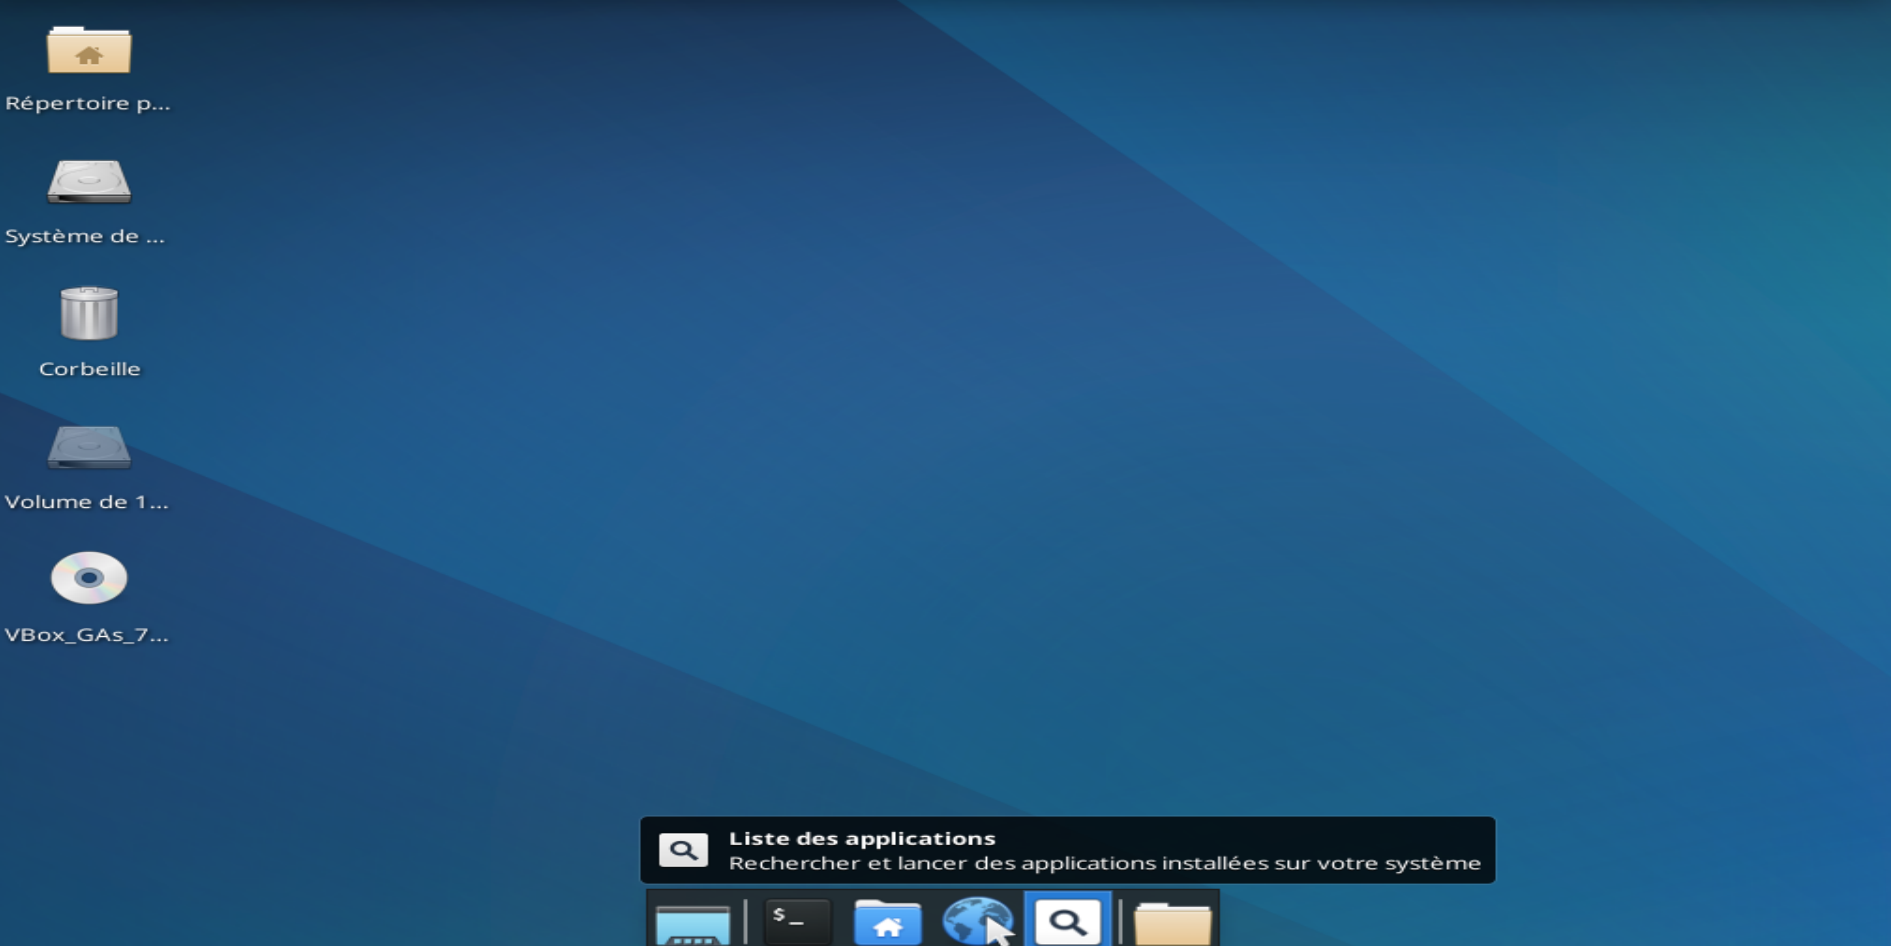 Répertoire p...
Système de ...
Corbeille
Volume de 1...
VBox_GAs_7...
Liste des applications
Rechercher et lancer des applications installées sur votre système
$_